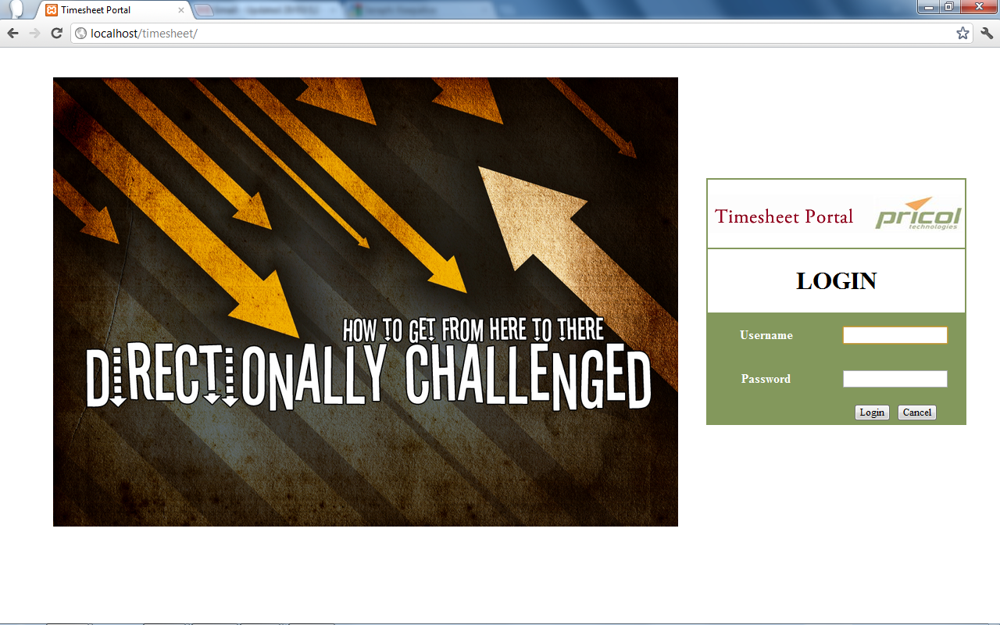 Timesheet Portal
localhost/timesheet/
HOW TO GET FROM HERE TO THERE
DIRECTIONALLY CHALLENGED
Timesheet Portal
pricol
technologies
LOGIN
Username
Password
Login Cancel